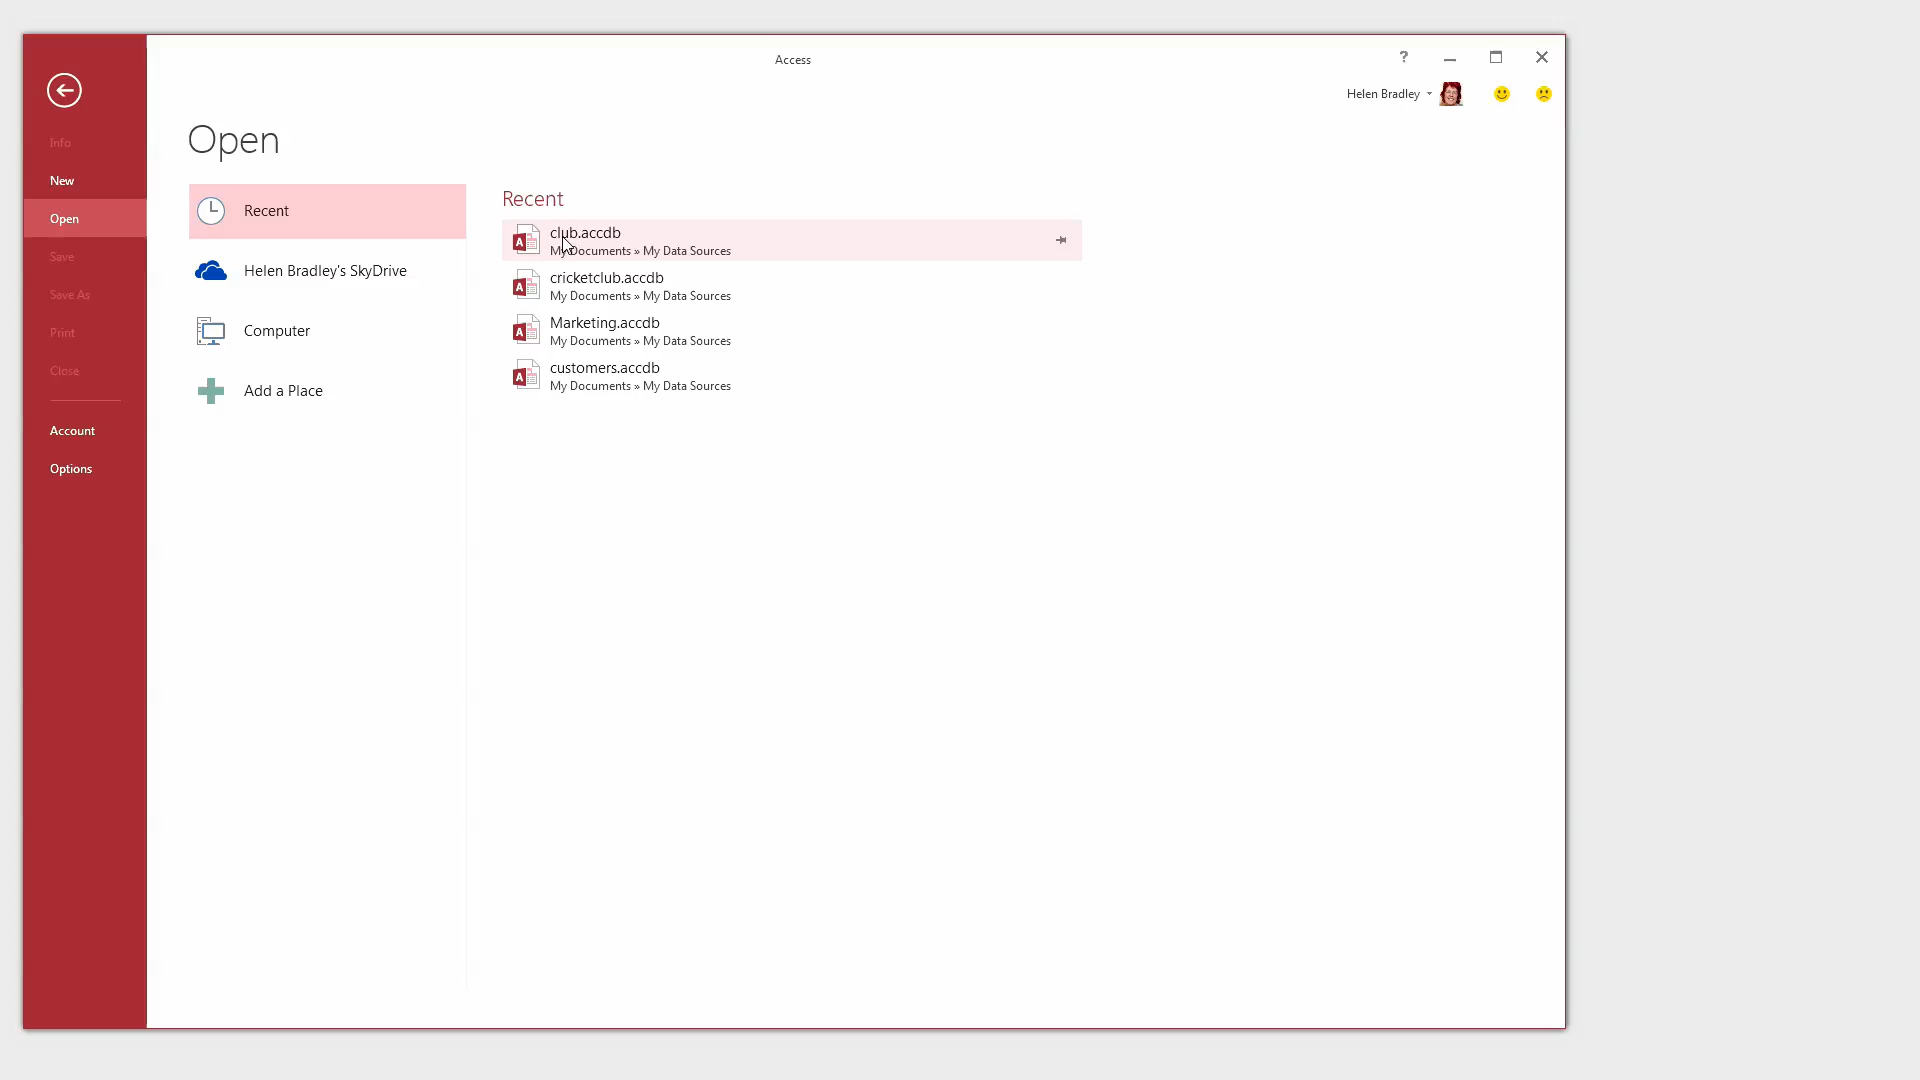 Access
?
Helen Bradley
Info
New
Open
Save
Save As
Print
Close
Account
Options
Open
Recent
Helen Bradley's SkyDrive
Computer
Add a Place
Recent
club.accdb
My Documents » My Data Sources
cricketclub.accdb
My Documents » My Data Sources
Marketing.accdb
My Documents » My Data Sources
customers.accdb
My Documents » My Data Sources